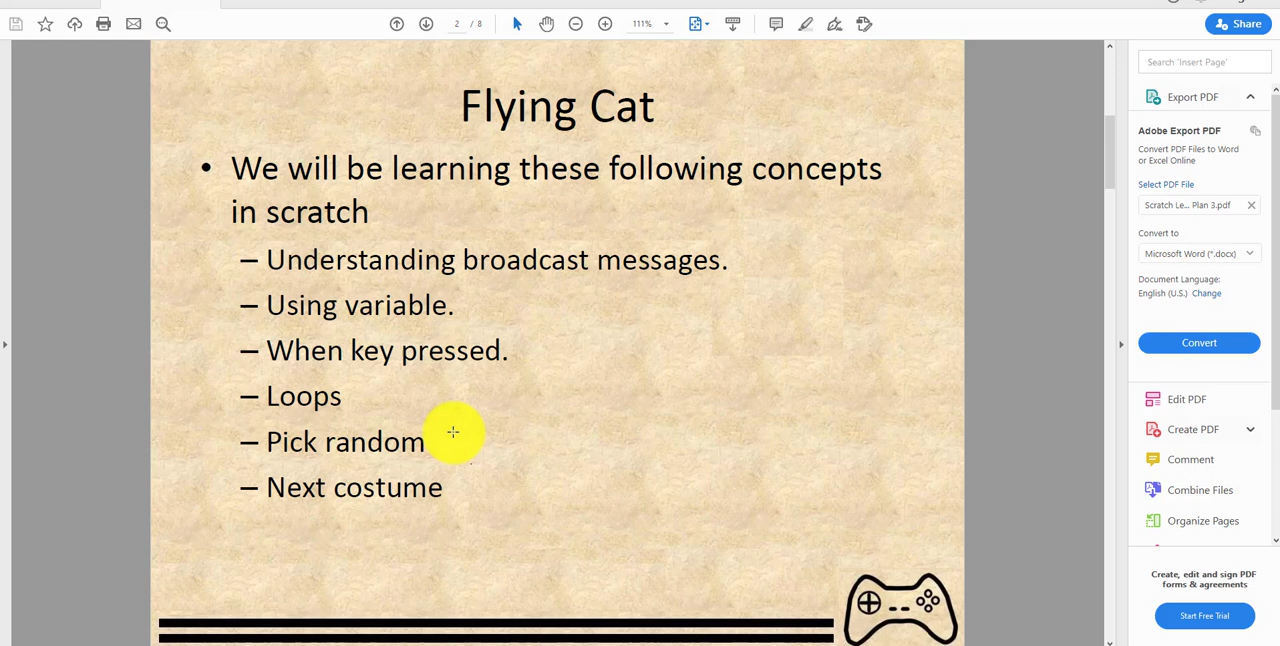 2 / 8
111%
Share
Flying Cat
• We will be learning these following concepts
in scratch
– Understanding broadcast messages.
– Using variable.
– When key pressed.
– Loops
– Pick random
– Next costume
Search 'Insert Page'
Export PDF
Adobe Export PDF
Convert PDF Files to Word
or Excel Online
Select PDF File
Scratch Le... Plan 3.pdf
Convert to
Microsoft Word (*.docx)
Document Language:
English (U.S.) Change
Convert
Edit PDF
Create PDF
Comment
Combine Files
Organize Pages
Create, edit and sign PDF
forms & agreements
Start Free Trial